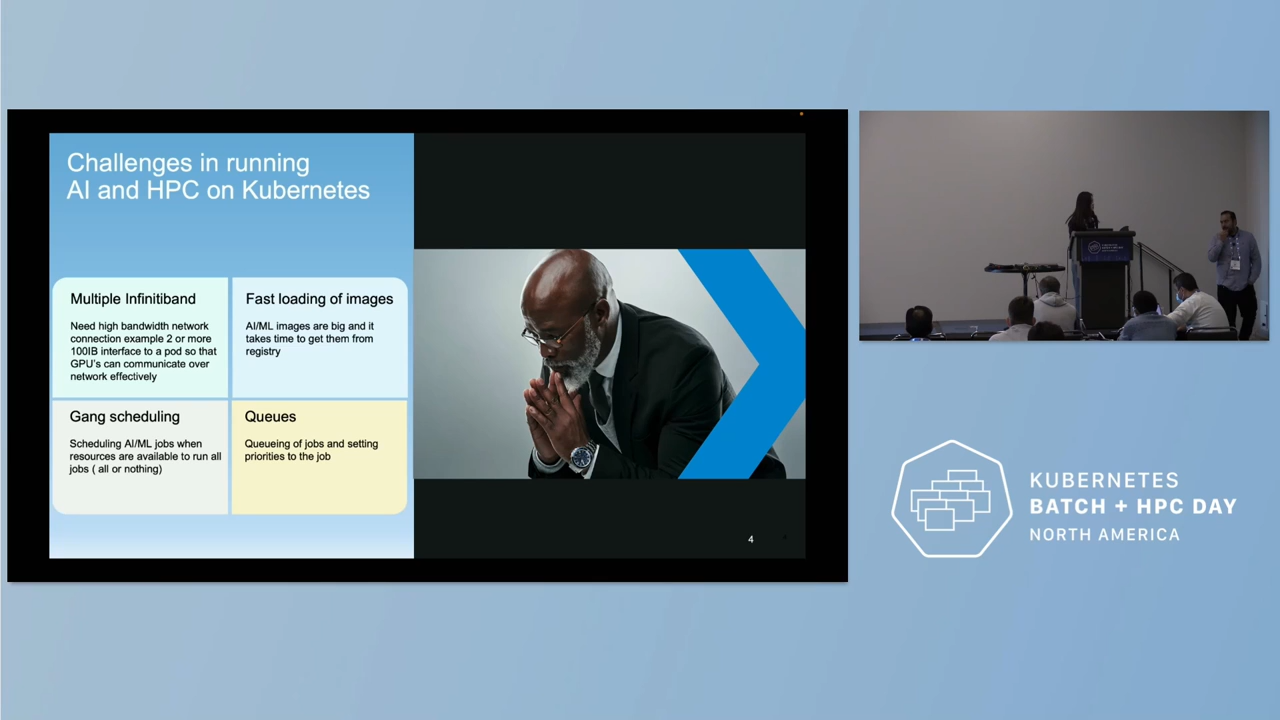 Challenges in running
AI and HPC on Kubernetes
Multiple Infinitiband
Need high bandwidth network
connection example 2 or more
100IB interface to a pod so that
GPU's can communicate over
network effectively
Fast loading of images
AI/ML images are big and it
takes time to get them from
registry
Gang scheduling
Scheduling AI/ML jobs when
resources are available to run all
jobs ( all or nothing)
Queues
Queueing of jobs and setting
priorities to the job
4
KUBERNETES
BATCH + HPC DAY
NORTH AMERICA